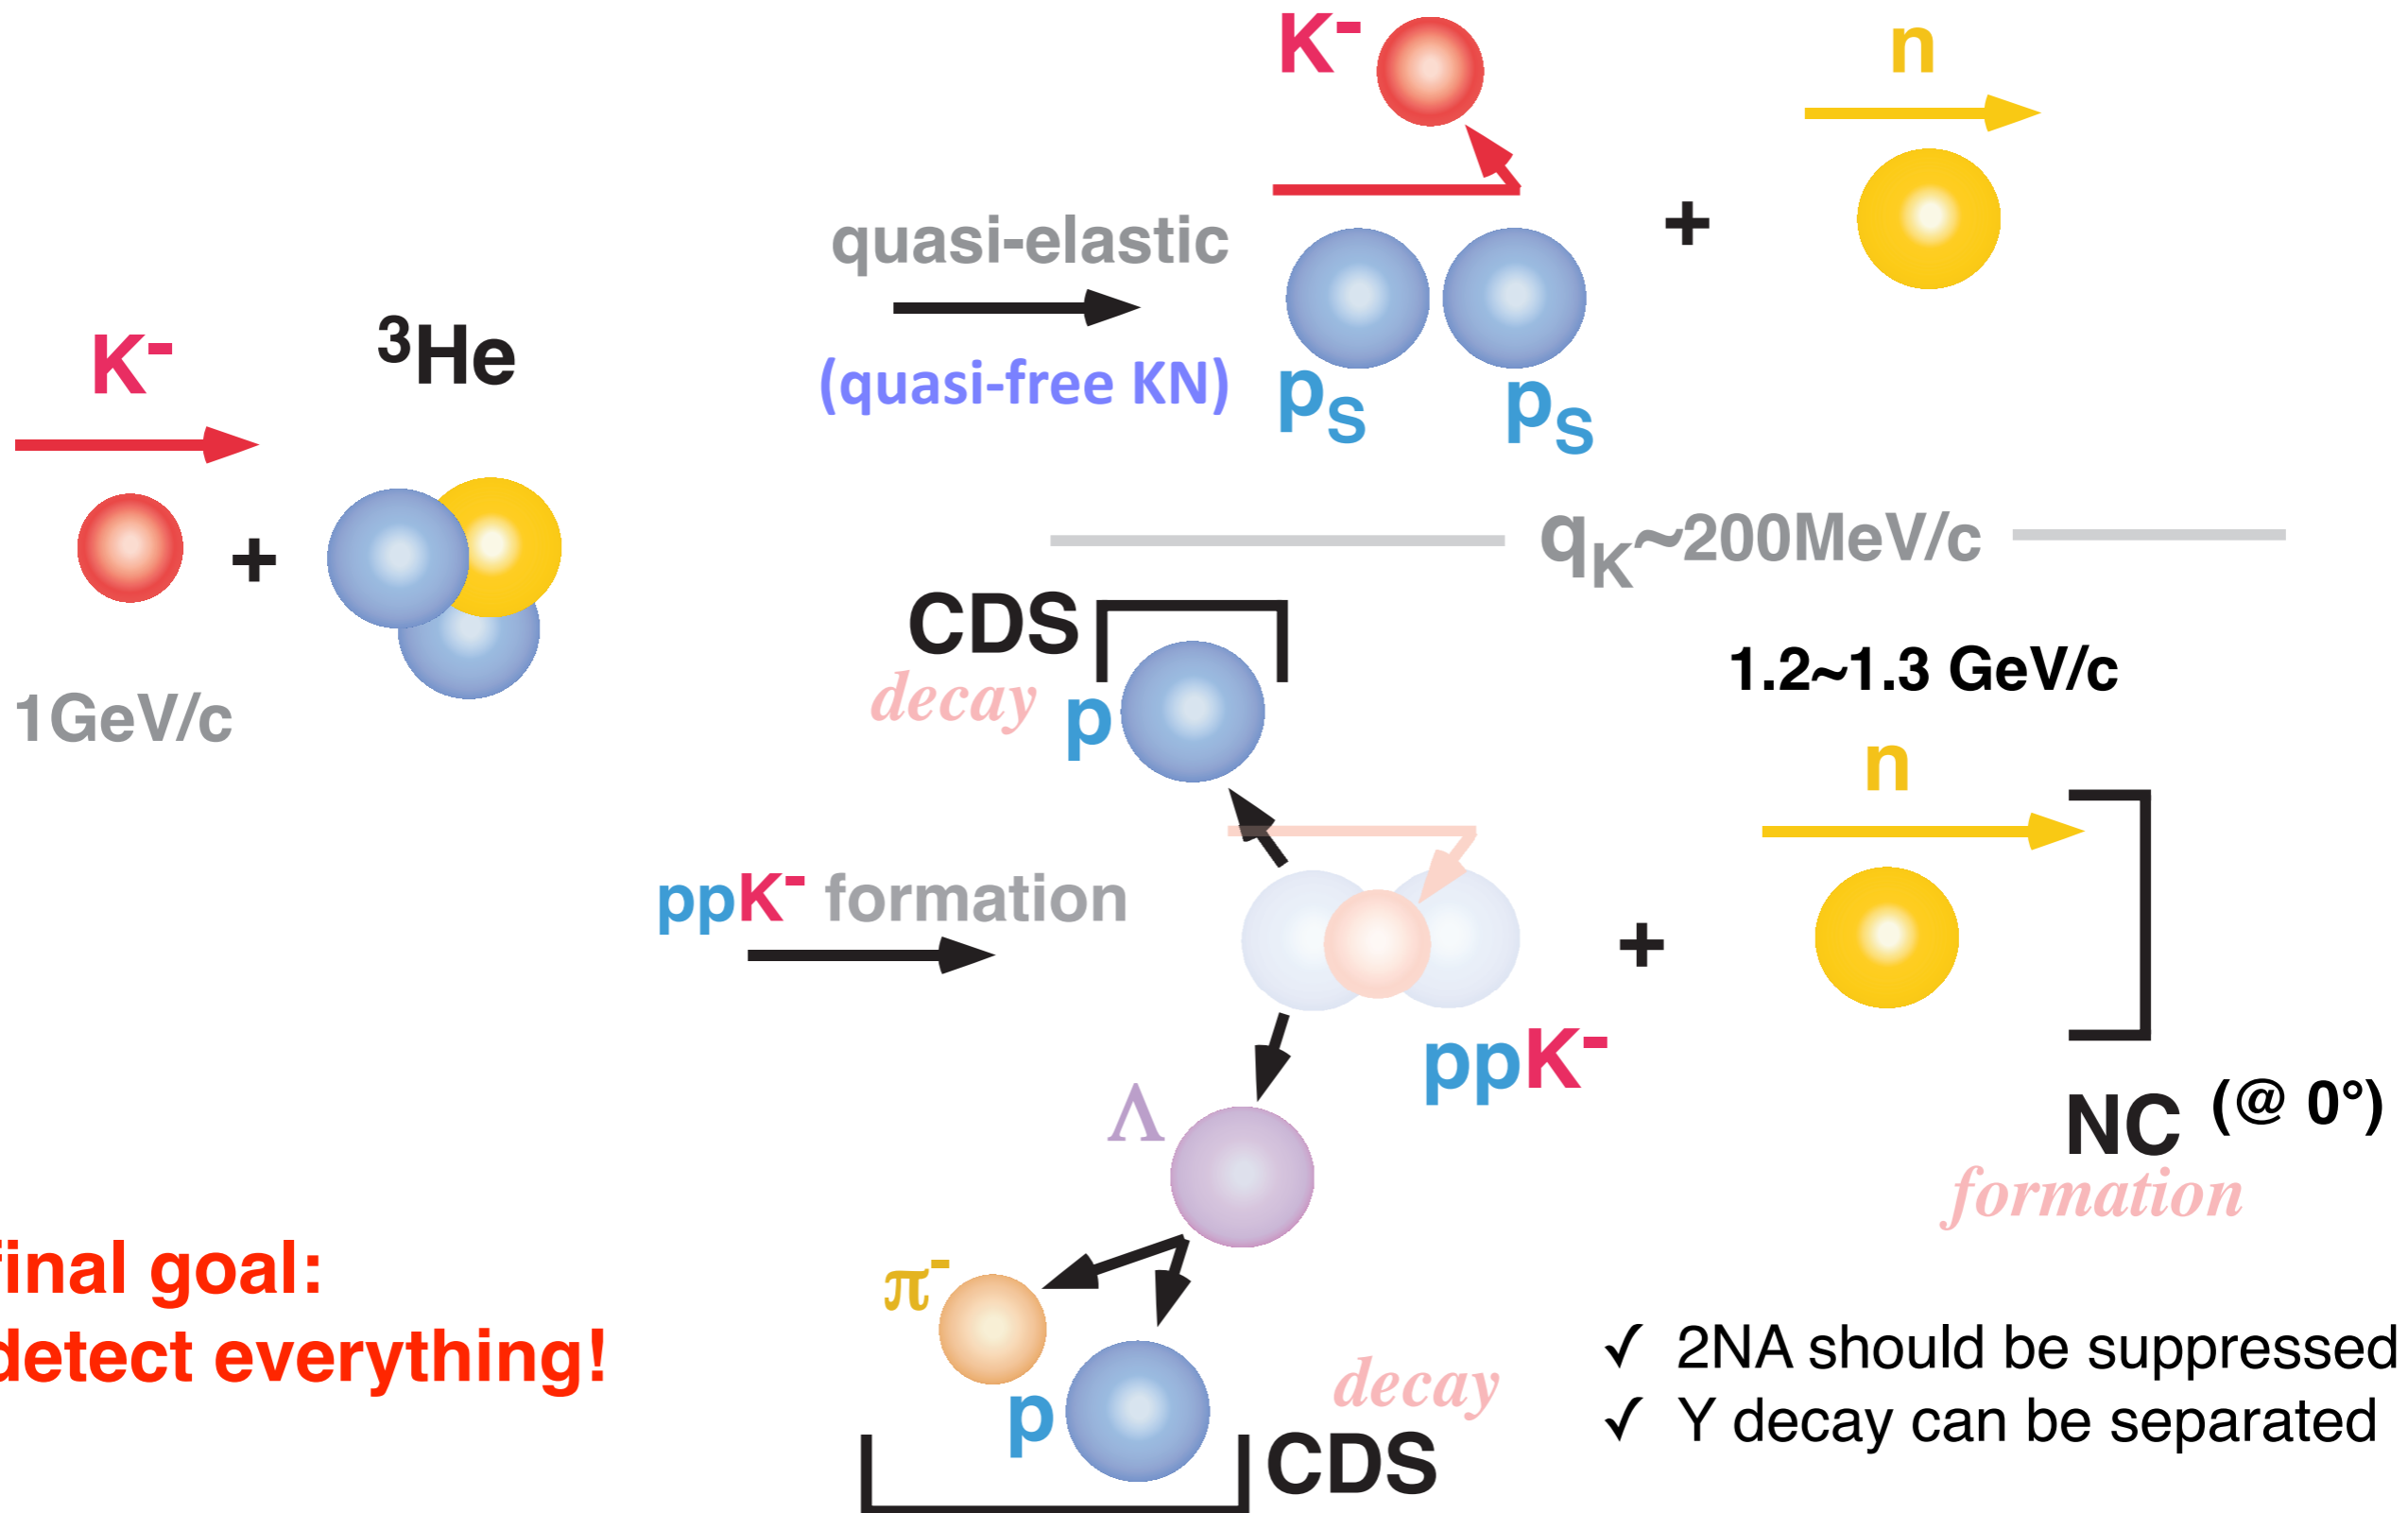 K⁻
n
quasi-elastic
+
³He
K⁻
(quasi-free KN)
pS
pS
+
qK~200MeV/c
CDS
1.2~1.3 GeV/c
decay
p
1GeV/c
n
ppK⁻ formation
+
ppK⁻
Λ
NC (@ 0°)
formation
final goal:
detect everything!
π⁻
p
decay
CDS
✓ 2NA should be suppressed
✓ Y decay can be separated